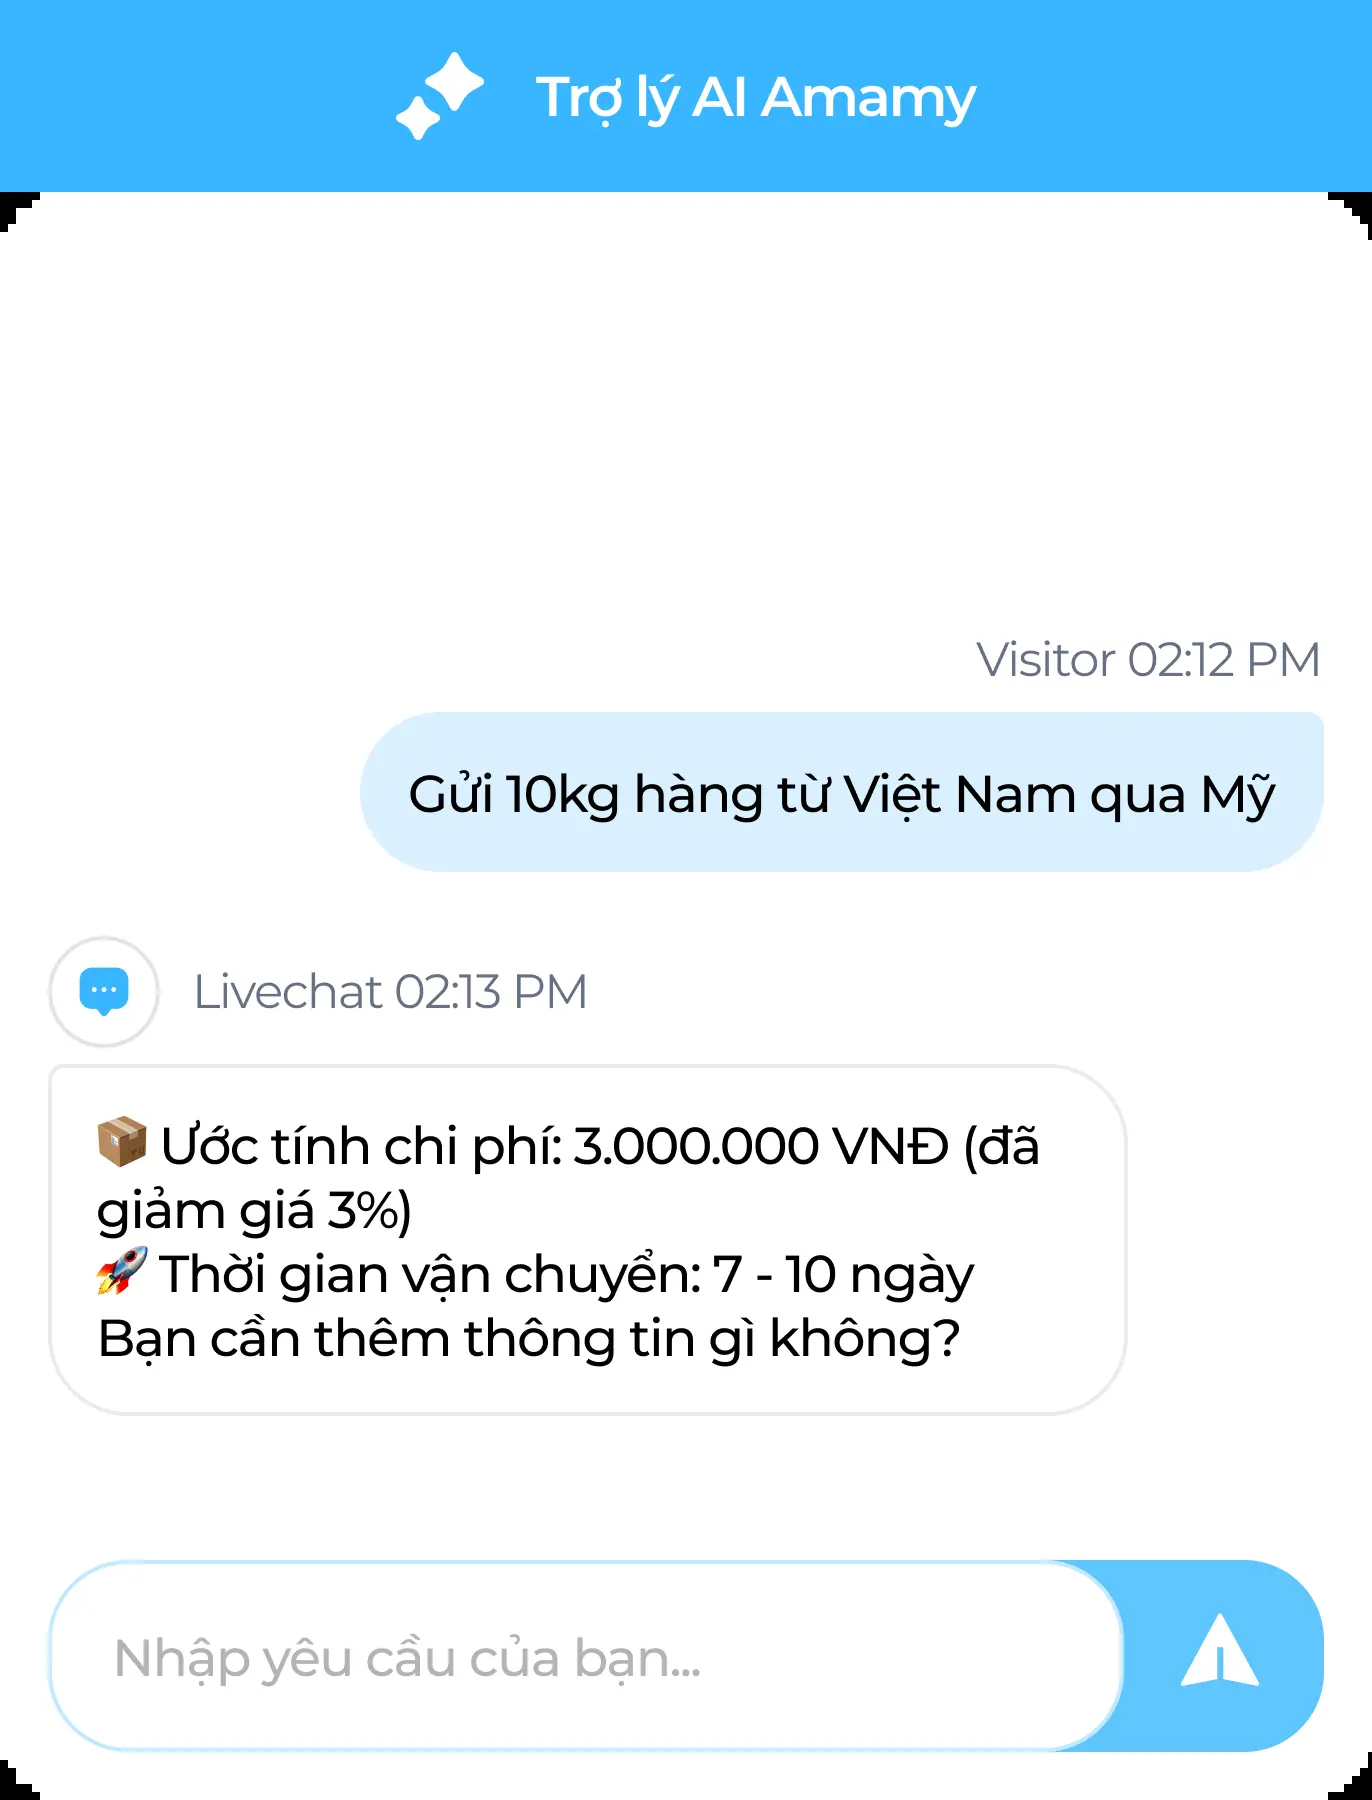 Trợ lý AI Amamy
Visitor 02:12 PM
Gửi 10kg hàng từ Việt Nam qua Mỹ
Livechat 02:13 PM
📦 Ước tính chi phí: 3.000.000 VNĐ (đã
giảm giá 3%)
🚀 Thời gian vận chuyển: 7 - 10 ngày
Bạn cần thêm thông tin gì không?
Nhập yêu cầu của bạn...